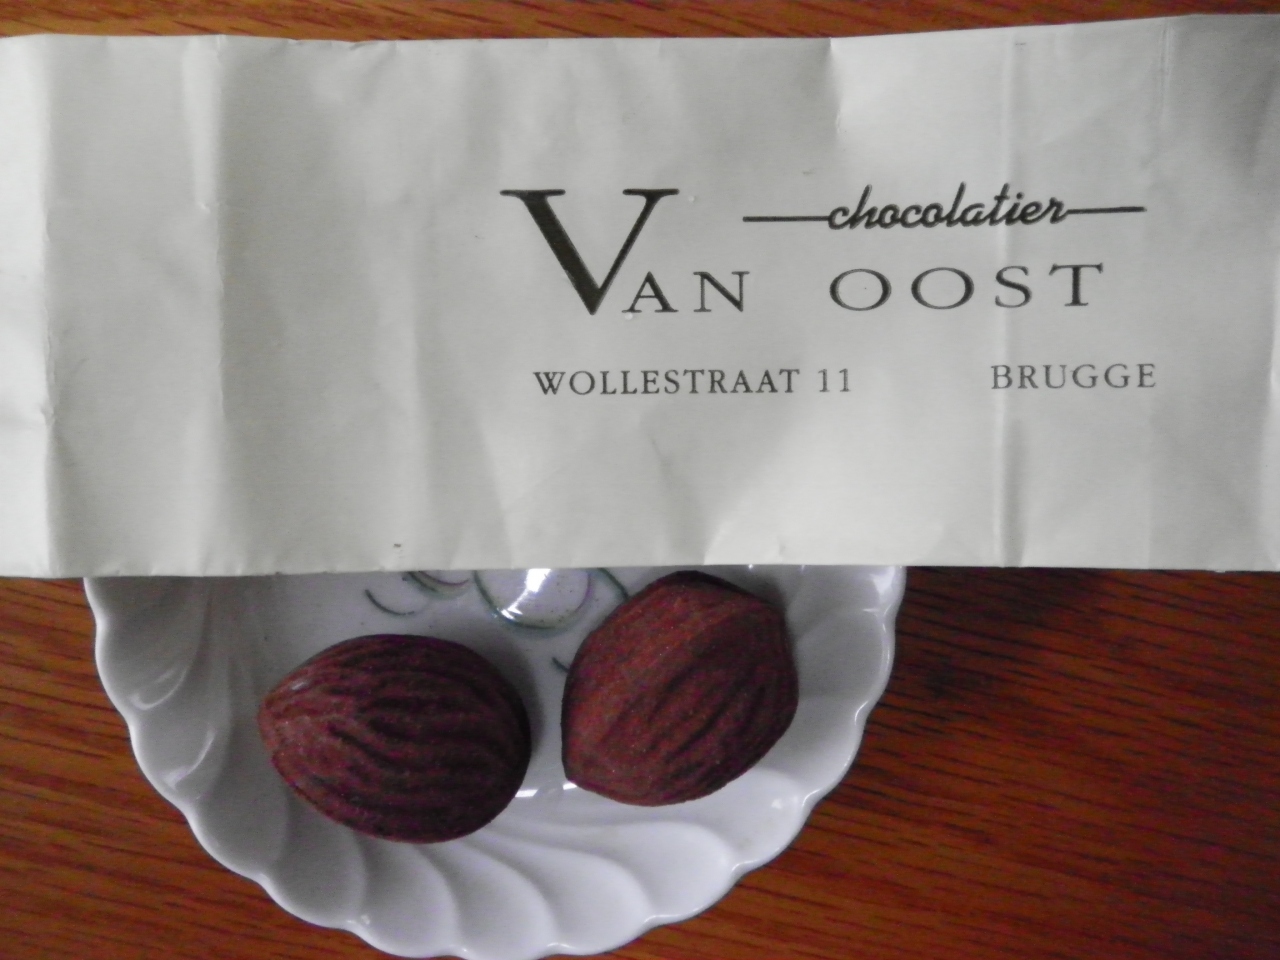 chocolatier
VAN OOST
WOLLESTRAAT 11 BRUGGE